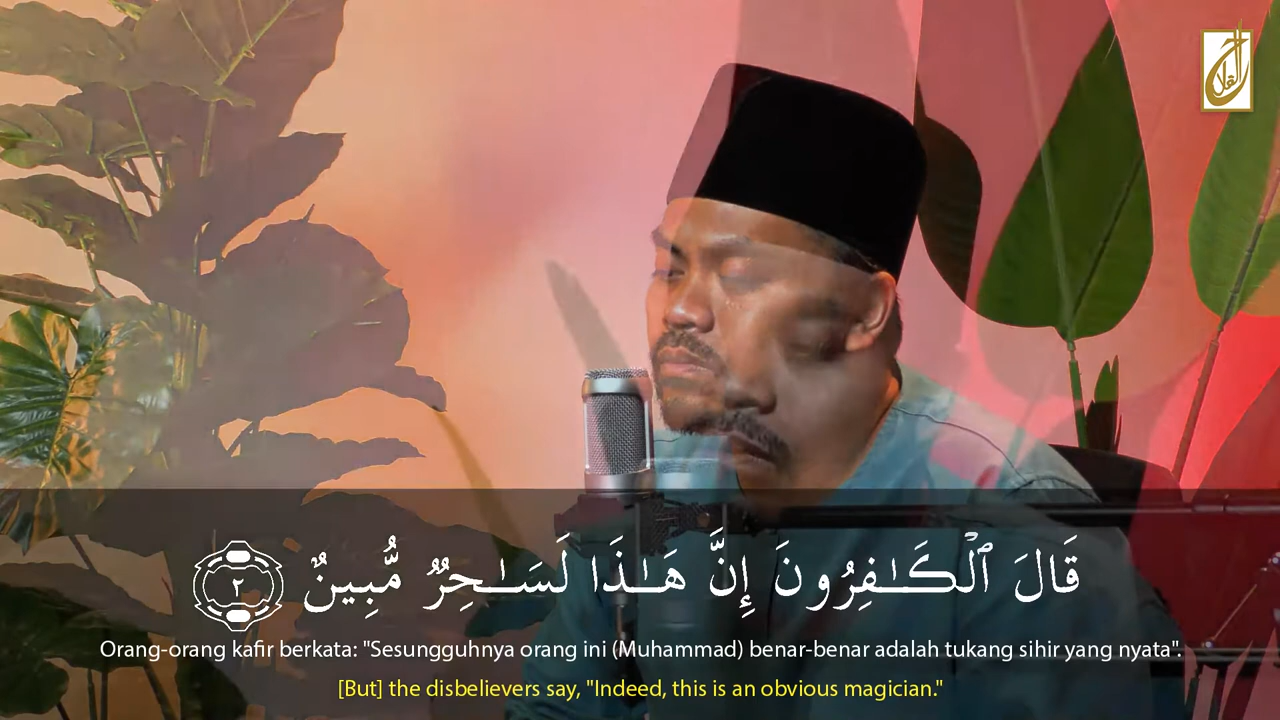 قَالَ ٱلْكَـٰفِرُونَ إِنَّ هَـٰذَا لَسَـٰحِرٌۭ مُّبِينٌ ٢
Orang-orang kafir berkata: "Sesungguhnya orang ini (Muhammad) benar-benar adalah tukang sihir yang nyata".
[But] the disbelievers say, "Indeed, this is an obvious magician."